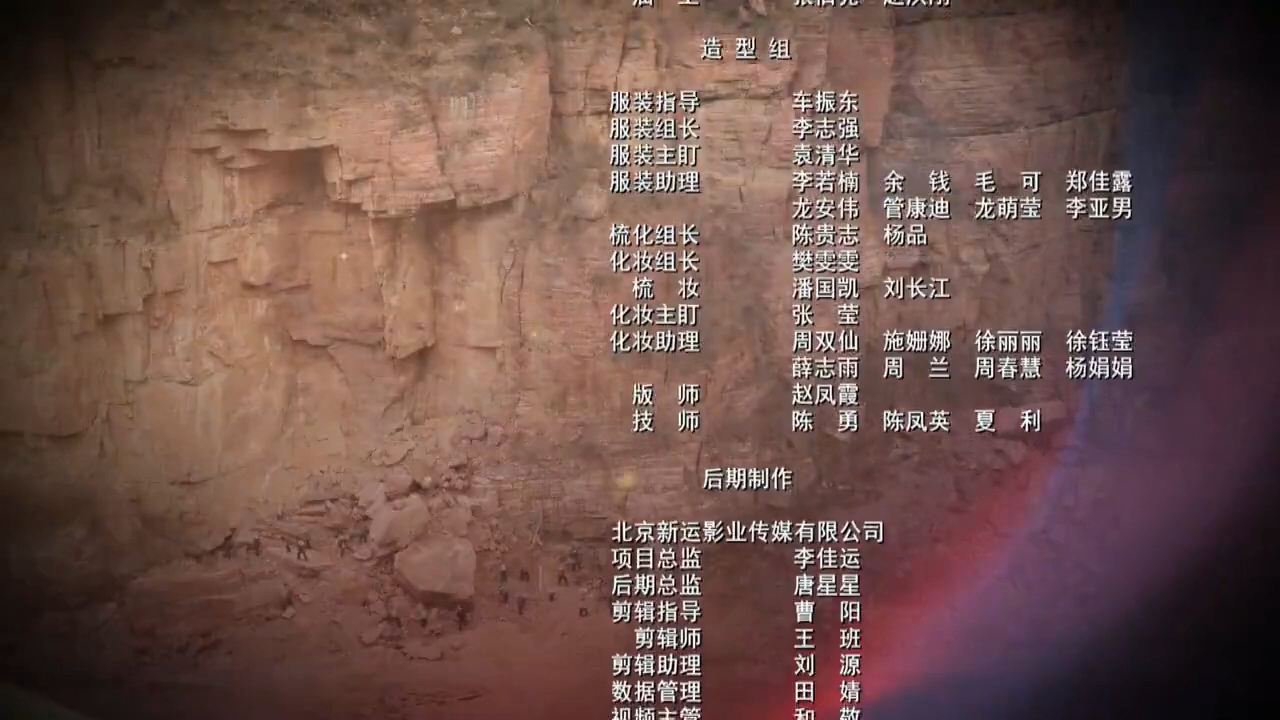 造 型 组
服装指导 车振东
服装组长 李志强
服装主盯 袁清华
服装助理 李若楠 余 钱 毛 可 郑佳露
龙安伟 管康迪 龙萌莹 李亚男
梳化组长 陈贵志 杨品
化妆组长 樊雯雯
梳 妆 潘国凯 刘长江
化妆主盯 张 莹
化妆助理 周双仙 施姗娜 徐丽丽 徐钰莹
薛志雨 周 兰 周春慧 杨娟娟
版 师 赵凤霞
技 师 陈 勇 陈凤英 夏 利
后期制作
北京新运影业传媒有限公司
项目总监 李佳运
后期总监 唐星星
剪辑指导 曹 阳
剪辑师 王 班
剪辑助理 刘 源
数据管理 田 婧
视频主管 和 敬